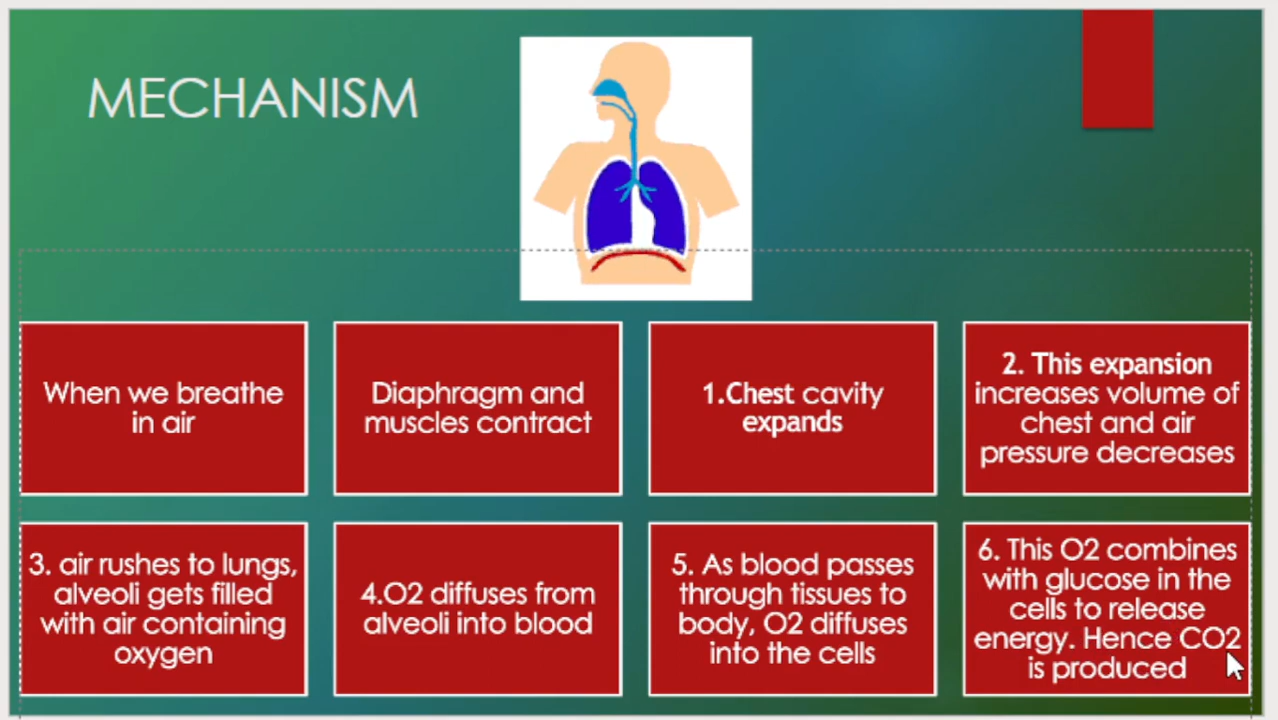 MECHANISM
When we breathe
in air
Diaphragm and
muscles contract
1.Chest cavity
expands
2. This expansion
increases volume of
chest and air
pressure decreases
3. air rushes to lungs,
alveoli gets filled
with air containing
oxygen
4.O2 diffuses from
alveoli into blood
5. As blood passes
through tissues to
body, O2 diffuses
into the cells
6. This O2 combines
with glucose in the
cells to release
energy. Hence CO2
is produced